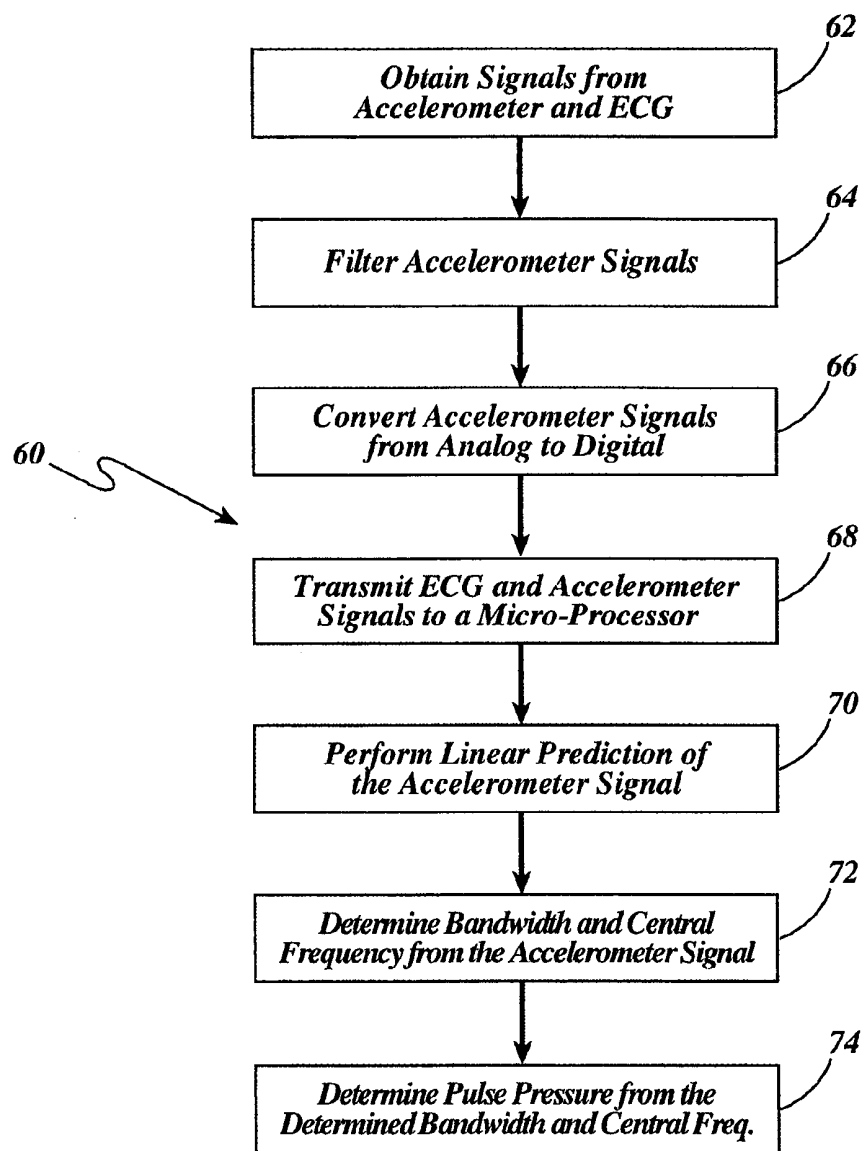 62
Obtain Signals from
Accelerometer and ECG
64
Filter Accelerometer Signals
66
Convert Accelerometer Signals
from Analog to Digital
60
68
Transmit ECG and Accelerometer
Signals to a Micro-Processor
70
Perform Linear Prediction of
the Accelerometer Signal
72
Determine Bandwidth and Central
Frequency from the Accelerometer Signal
74
Determine Pulse Pressure from the
Determined Bandwidth and Central Freq.